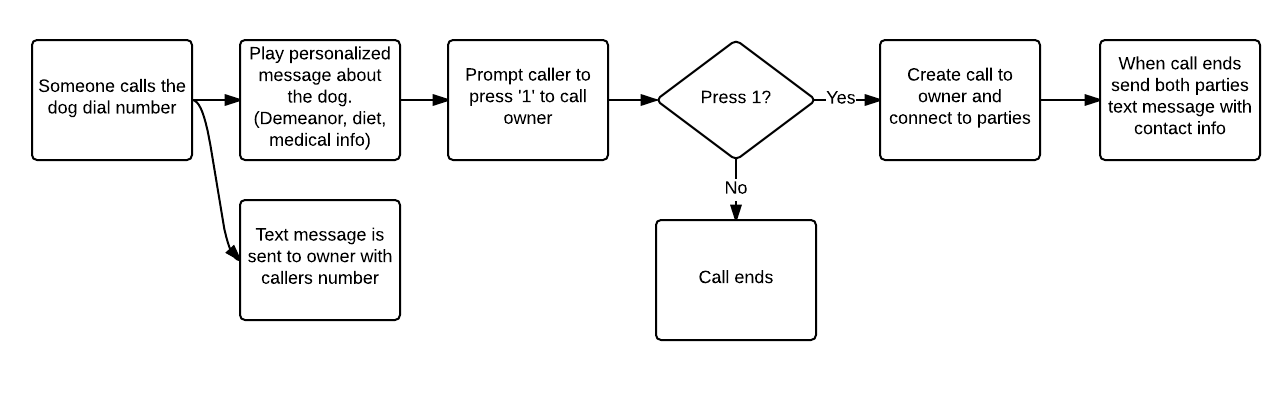 Someone calls the
dog dial number
Play personalized
message about
the dog.
(Demeanor, diet,
medical info)
Prompt caller to
press '1' to call
owner
Press 1?
Yes
Create call to
owner and
connect to parties
When call ends
send both parties
text message with
contact info
No
Text message is
sent to owner with
callers number
Call ends